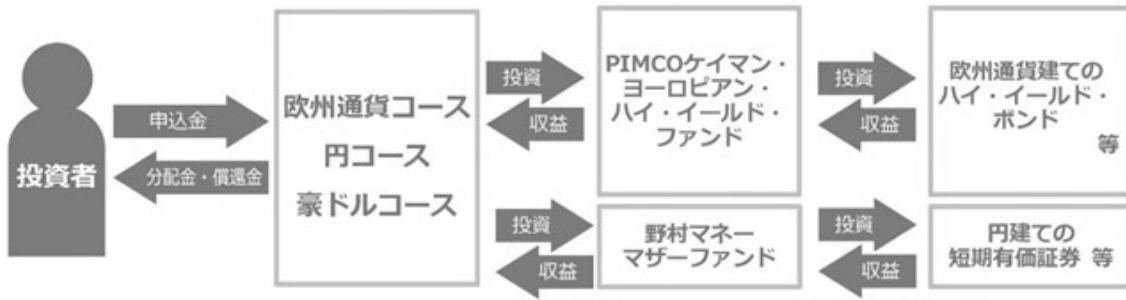 投資者
申込金
分配金・償還金
欧州通貨コース
円コース
豪ドルコース
投資
収益
PIMCOケイマン・
ヨーロピアン・
ハイ・イールド・
ファンド
投資
収益
欧州通貨建ての
ハイ・イールド・
ボンド
等
投資
収益
野村マネー
マザーファンド
投資
収益
円建ての
短期有価証券 等